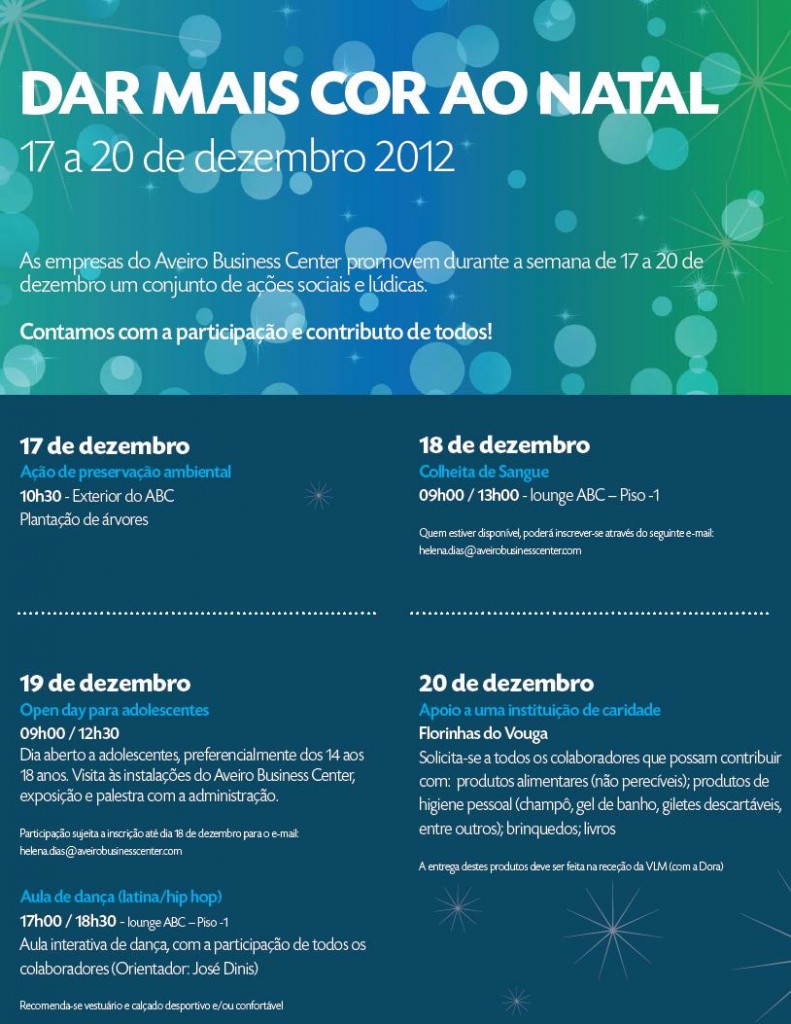 DAR MAIS COR AO NATAL
17 a 20 de dezembro 2012
As empresas do Aveiro Business Center promovem durante a semana de 17 a 20 de
dezembro um conjunto de ações sociais e lúdicas.
Contamos com a participação e contributo de todos!
17 de dezembro
Ação de preservação ambiental
10h30 - Exterior do ABC
Plantação de árvores
18 de dezembro
Colheita de Sangue
09h00 / 13h00 - lounge ABC – Piso -1
Quem estiver disponível, poderá inscrever-se através do seguinte e-mail:
helena.dias@aveirobusinesscenter.com
19 de dezembro
Open day para adolescentes
09h00 / 12h30
Dia aberto a adolescentes, preferencialmente dos 14 aos
18 anos. Visita às instalações do Aveiro Business Center,
exposição e palestra com a administração.
Participação sujeita a inscrição até dia 18 de dezembro para o e-mail:
helena.dias@aveirobusinesscenter.com
Aula de dança (latina/hip hop)
17h00 / 18h30 - lounge ABC – Piso -1
Aula interativa de dança, com a participação de todos os
colaboradores (Orientador: José Dinis)
Recomenda-se vestuário e calçado desportivo e/ou confortável
20 de dezembro
Apoio a uma instituição de caridade
Florinhas do Vouga
Solicita-se a todos os colaboradores que possam contribuir
com: produtos alimentares (não perecíveis); produtos de
higiene pessoal (champô, gel de banho, giletes descartáveis,
entre outros); brinquedos; livros
A entrega destes produtos deve ser feita na receção da VLM (com a Dora)